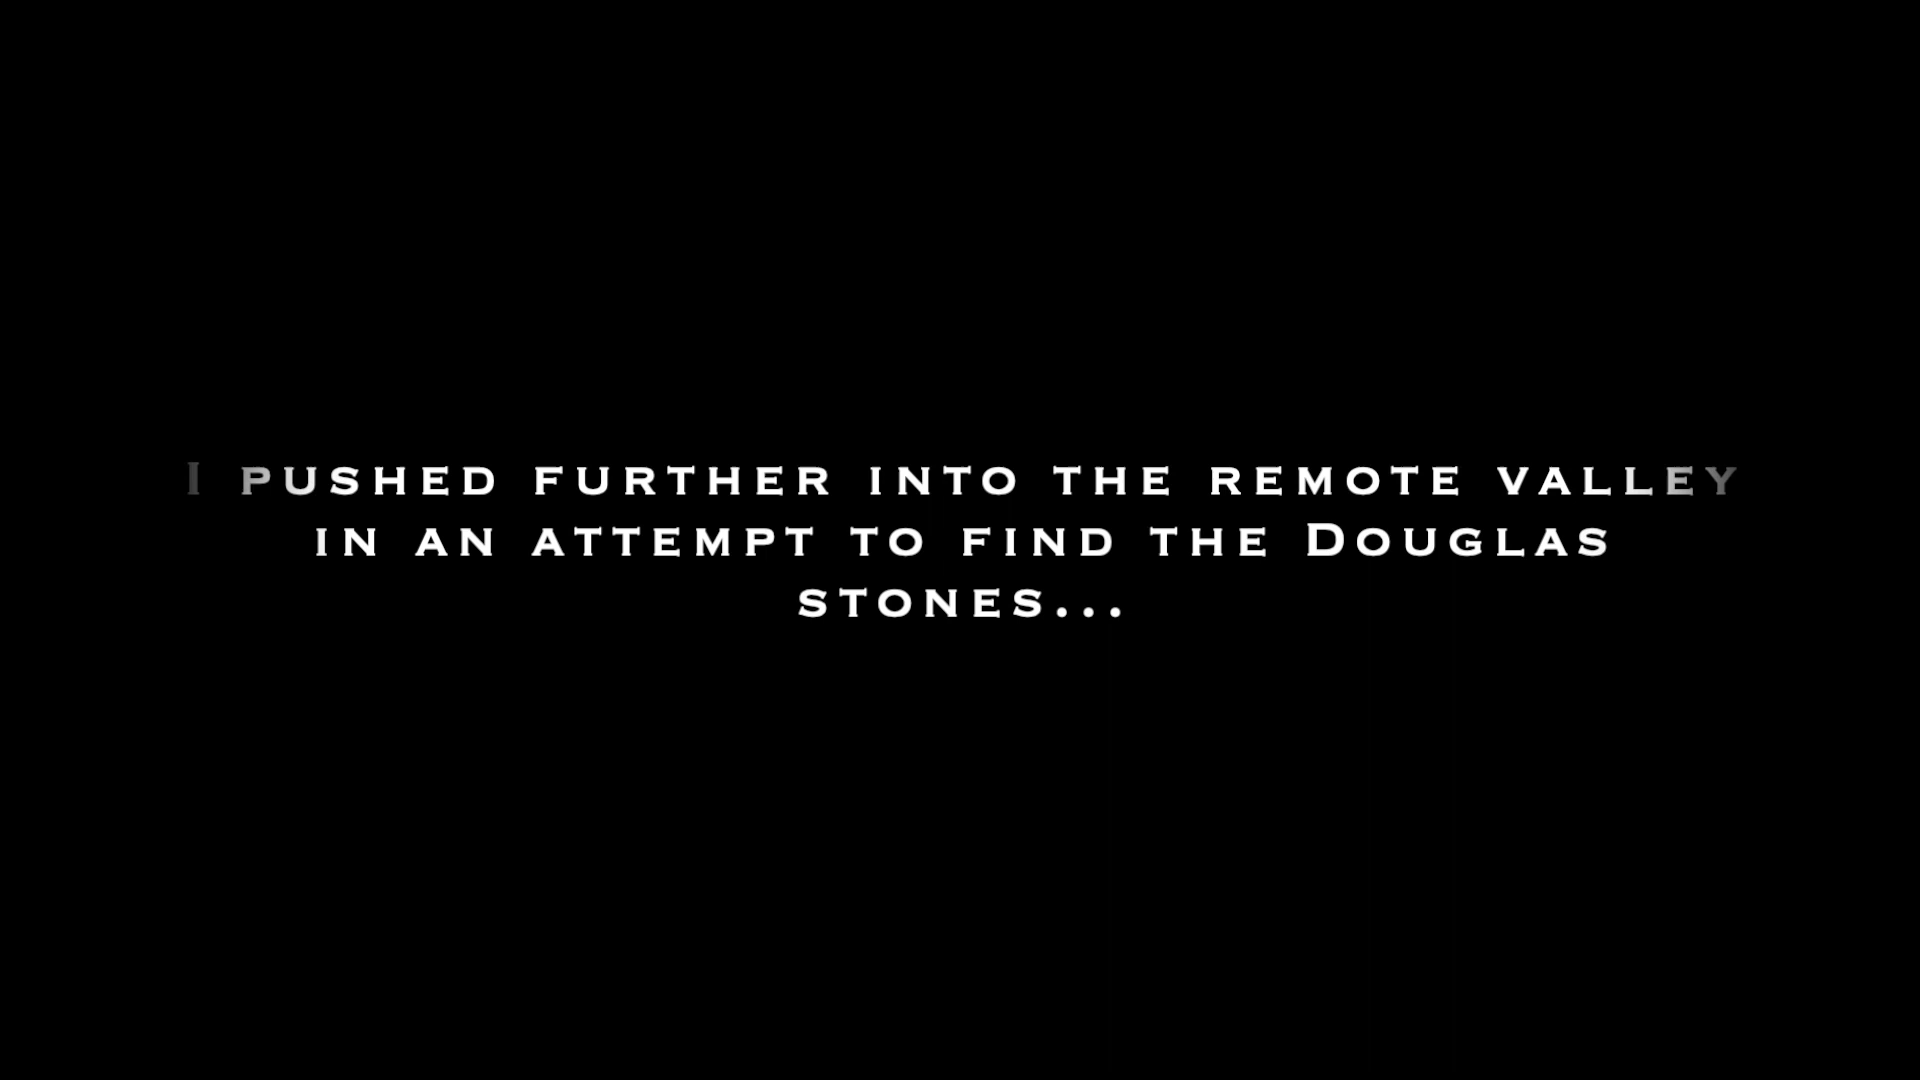 I pushed further into the remote valley
in an attempt to find the Douglas
stones...